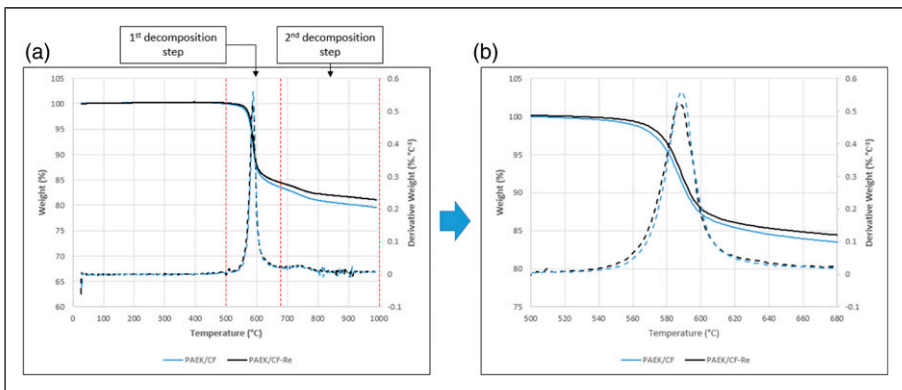 (a)
1st decomposition
step
2nd decomposition
step
(b)
105
100
95
90
85
80
75
70
65
60
Weight (%)
0.6
0.5
0.4
0.3
0.2
0.1
0
-0.1
Derivative Weight (%. °C⁻¹)
0 100 200 300 400 500 600 700 800 900 1000
Temperature (°C)
PAEK/CF PAEK/CF-Re
105
100
95
90
85
80
75
Weight (%)
0.6
0.5
0.4
0.3
0.2
0.1
0
-0.1
Derivative Weight (%. °C⁻¹)
500 520 540 560 580 600 620 640 660 680
Temperature (°C)
PAEK/CF PAEK/CF-Re